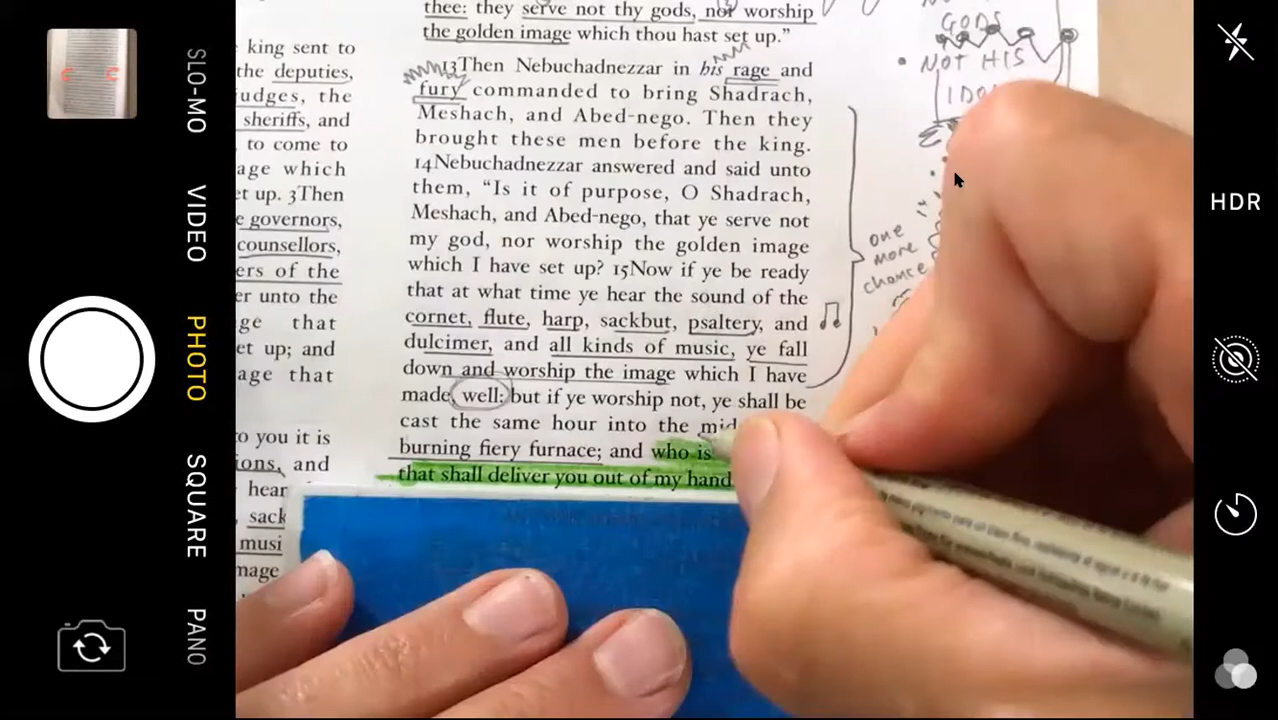 thee: they serve not thy gods, nor worship
the golden image which thou hast set up.”
13Then Nebuchadnezzar in his rage and
fury commanded to bring Shadrach,
Meshach, and Abed-nego. Then they
brought these men before the king.
14Nebuchadnezzar answered and said unto
them, “Is it of purpose, O Shadrach,
Meshach, and Abed-nego, that ye serve not
my god, nor worship the golden image
which I have set up? 15Now if ye be ready
that at what time ye hear the sound of the
cornet, flute, harp, sackbut, psaltery, and
dulcimer, and all kinds of music, ye fall
down and worship the image which I have
made well: but if ye worship not, ye shall be
cast the same hour into the
burning fiery furnace; and who is
that shall deliver you out of my hand
king sent to
the deputies,
judges, the
sheriffs, and
to come to
age which
et up. 3Then
governors,
counsellors,
ers of the
er unto the
ge that
et up; and
age that
to you it is
ions, and
hear
sack
musi
mage
GODS
• NOT HIS
one
more
chance
SLO-MO
VIDEO
PHOTO
SQUARE
PANO
HDR